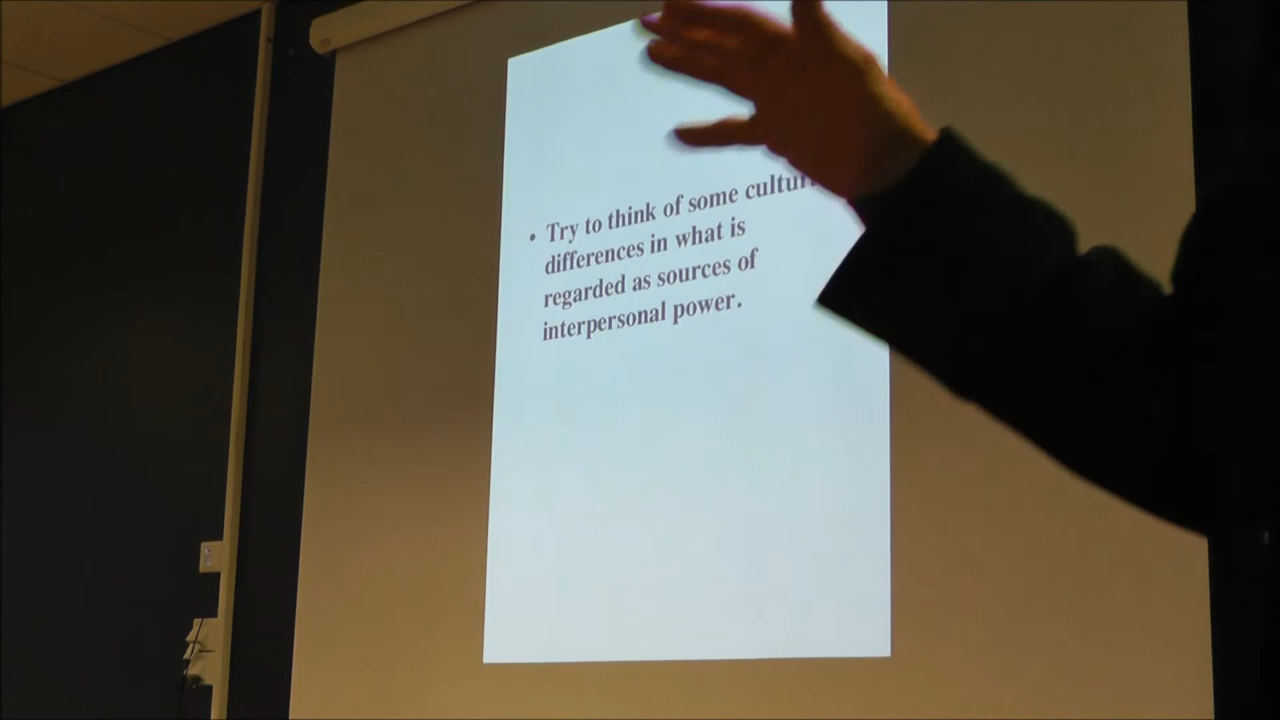 • Try to think of some
differences in what is
regarded as sources of
interpersonal power.